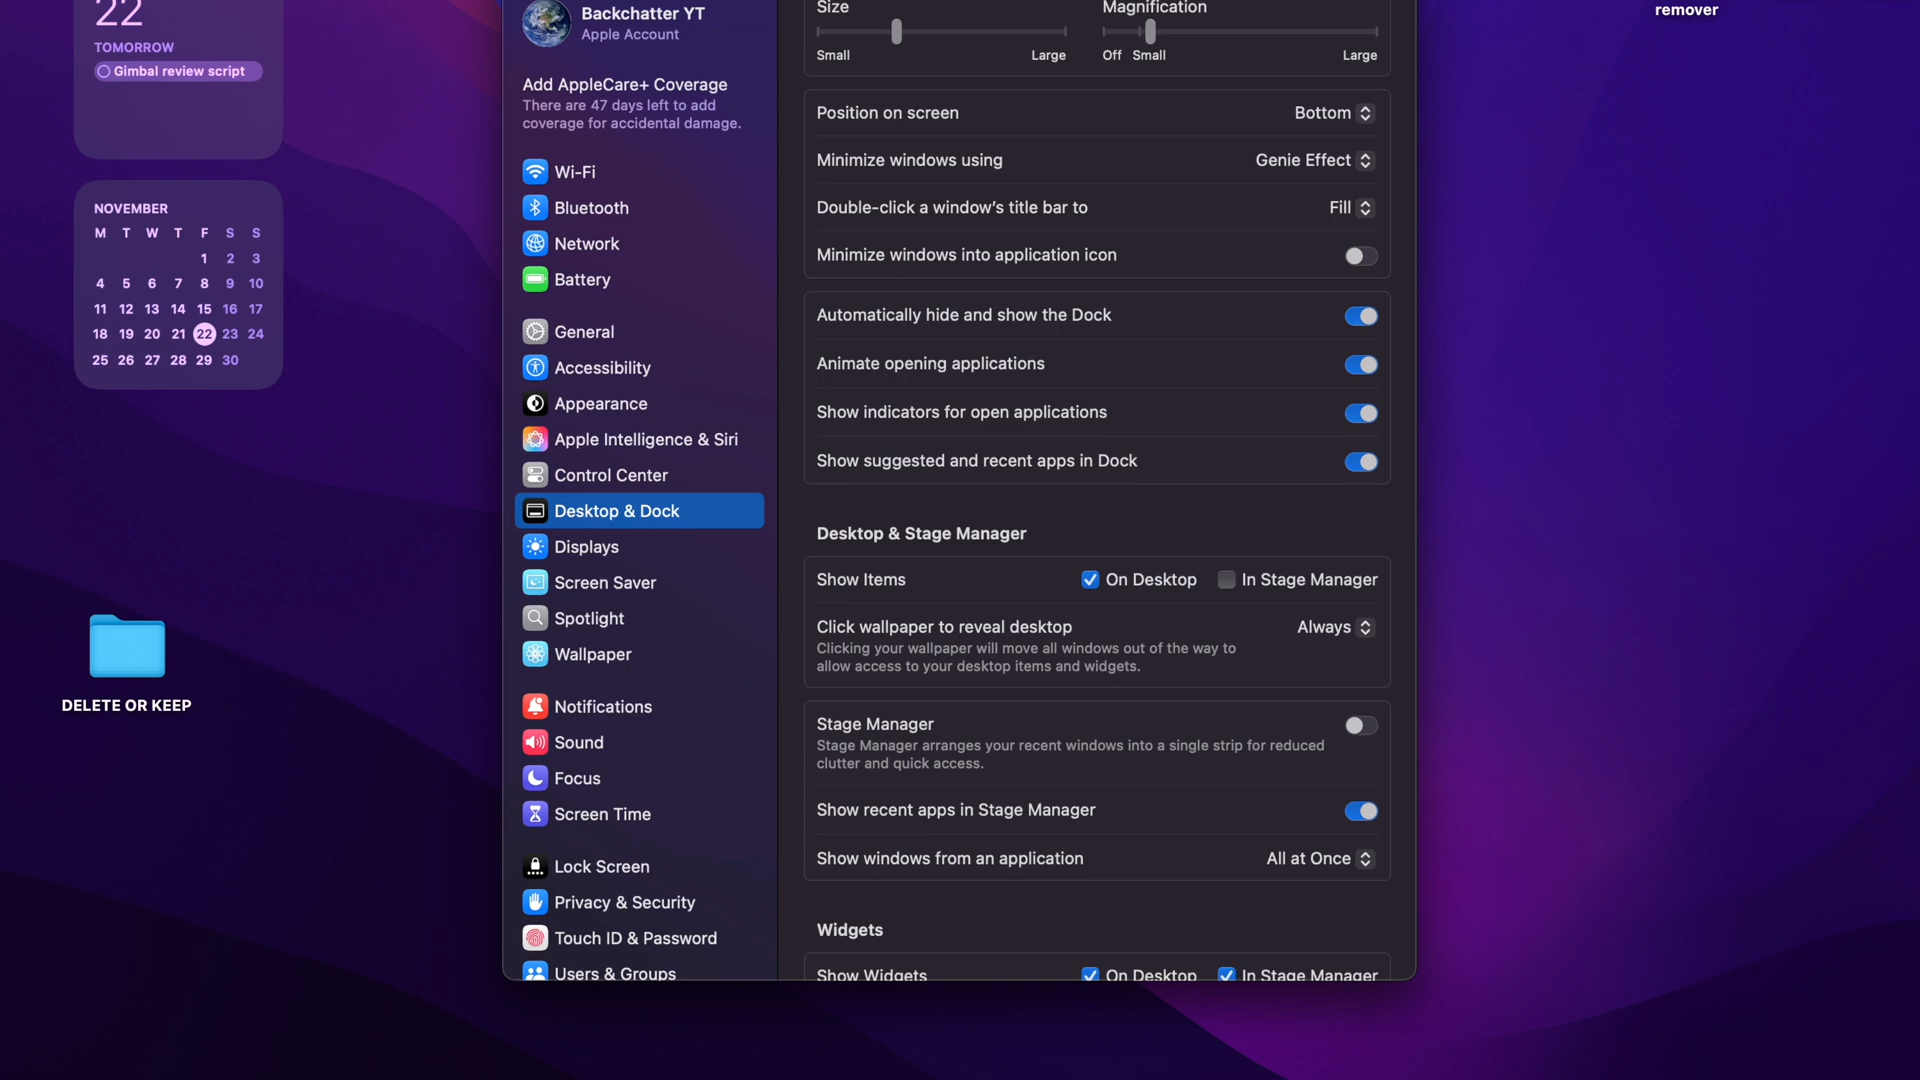 22
TOMORROW
Gimbal review script
NOVEMBER
M T W T F S S
1 2 3
4 5 6 7 8 9 10
11 12 13 14 15 16 17
18 19 20 21 22 23 24
25 26 27 28 29 30
DELETE OR KEEP
Backchatter YT
Apple Account
Add AppleCare+ Coverage
There are 47 days left to add
coverage for accidental damage.
Wi-Fi
Bluetooth
Network
Battery
General
Accessibility
Appearance
Apple Intelligence & Siri
Control Center
Desktop & Dock
Displays
Screen Saver
Spotlight
Wallpaper
Notifications
Sound
Focus
Screen Time
Lock Screen
Privacy & Security
Touch ID & Password
Users & Groups
Size Magnification
Small Large Off Small Large
Position on screen Bottom
Minimize windows using Genie Effect
Double-click a window's title bar to Fill
Minimize windows into application icon
Automatically hide and show the Dock
Animate opening applications
Show indicators for open applications
Show suggested and recent apps in Dock
Desktop & Stage Manager
Show Items On Desktop In Stage Manager
Click wallpaper to reveal desktop Always
Clicking your wallpaper will move all windows out of the way to
allow access to your desktop items and widgets.
Stage Manager
Stage Manager arranges your recent windows into a single strip for reduced
clutter and quick access.
Show recent apps in Stage Manager
Show windows from an application All at Once
Widgets
Show Widgets On Desktop In Stage Manager
remover